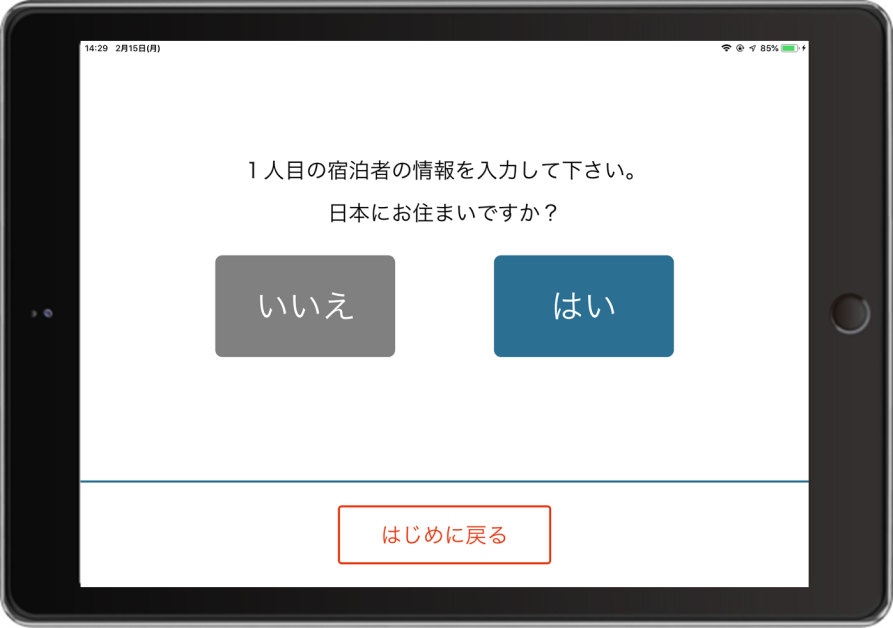 14:29 2月15日(月)
85%
１人目の宿泊者の情報を入力して下さい。
日本にお住まいですか？
いいえ
はい
はじめに戻る